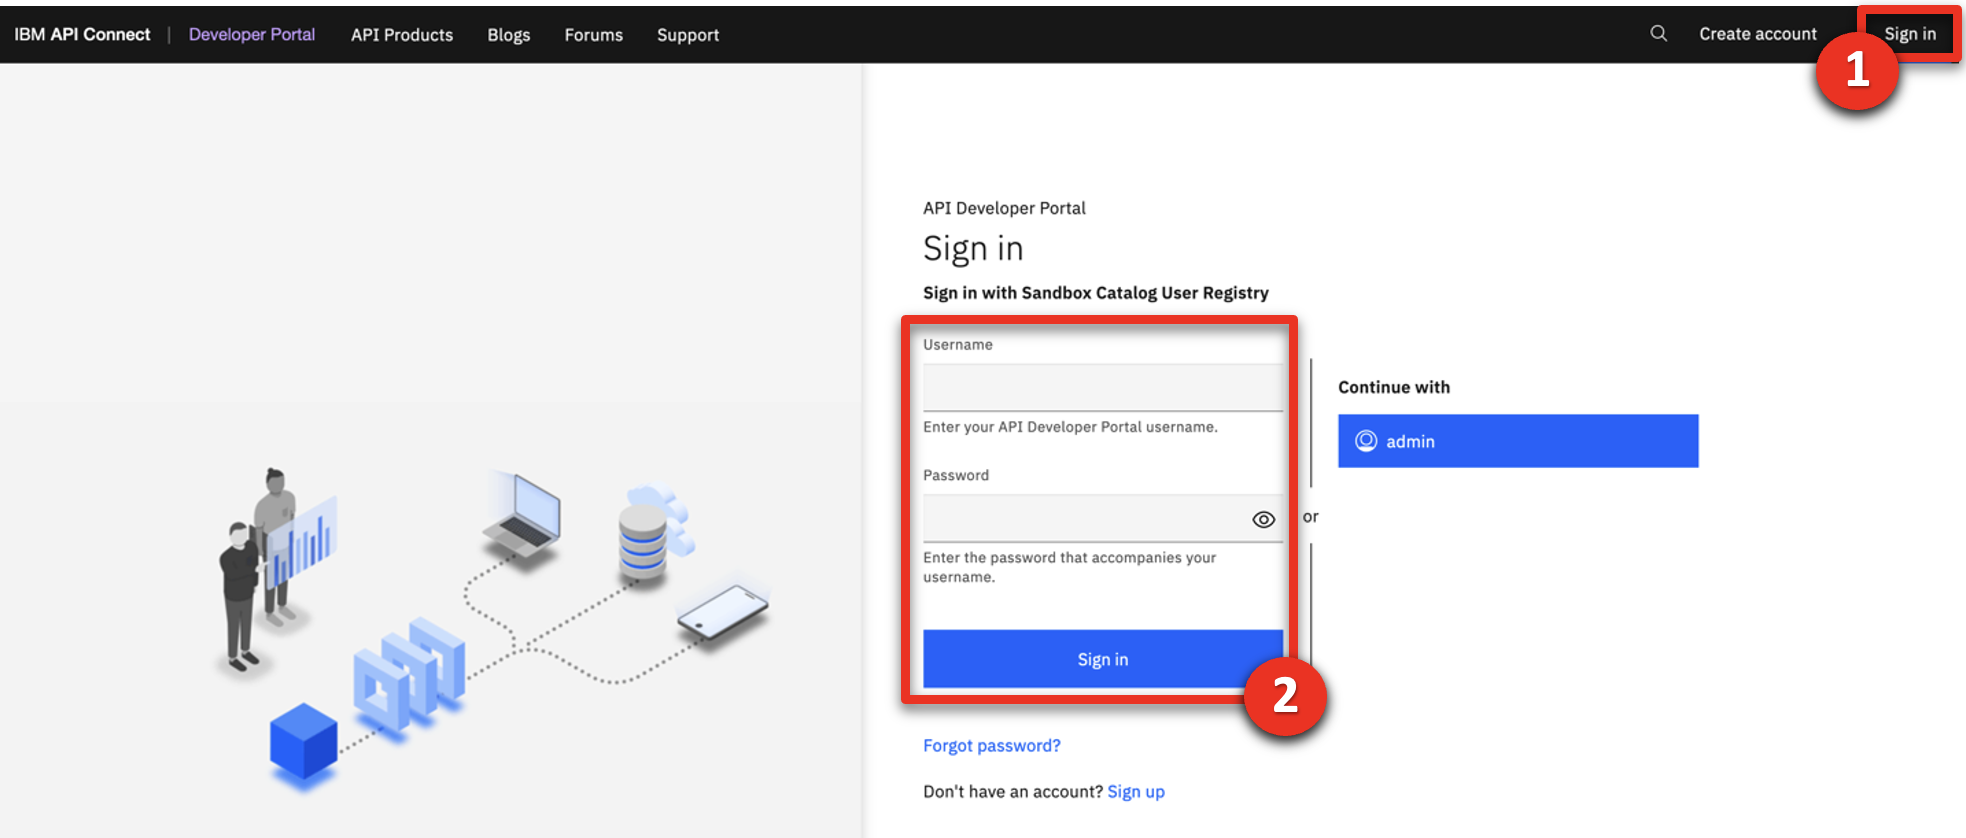 IBM API Connect | Developer Portal API Products Blogs Forums Support Create account Sign in
1
API Developer Portal
Sign in
Sign in with Sandbox Catalog User Registry
Username
Enter your API Developer Portal username.
Password
Enter the password that accompanies your
username.
Sign in
2
or
Continue with
admin
Forgot password?
Don't have an account? Sign up